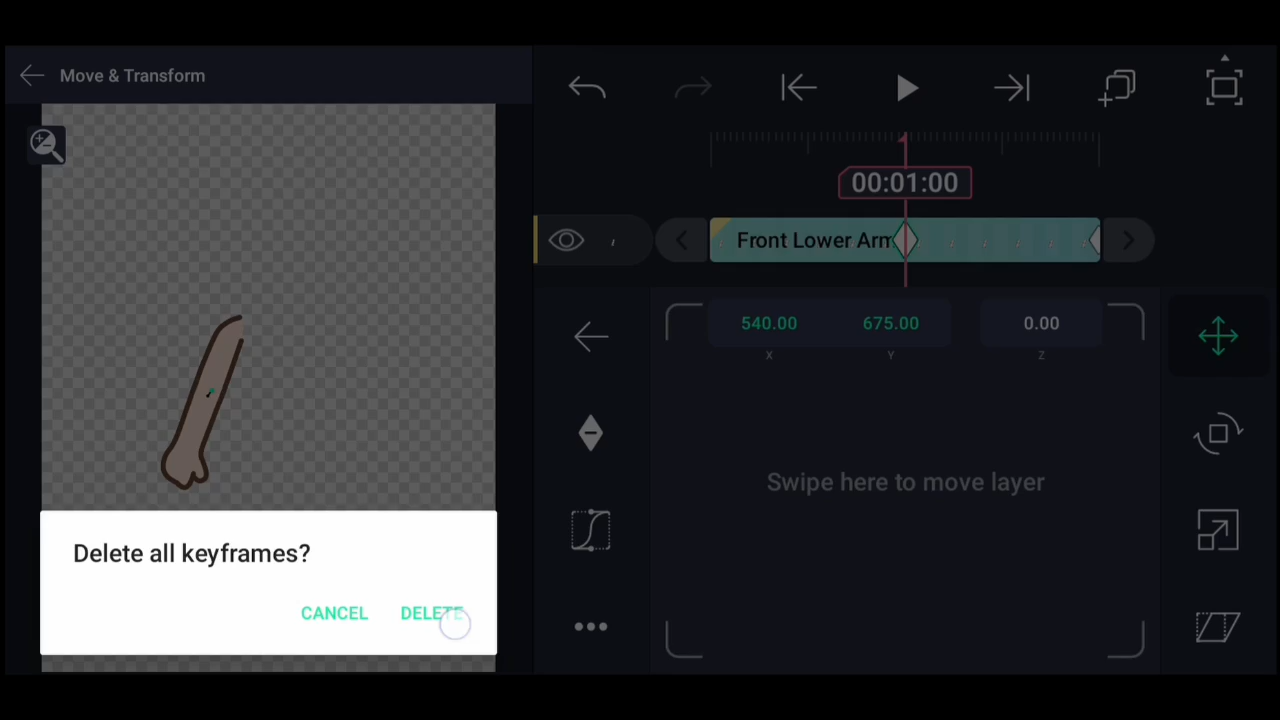 Move & Transform
00:01:00
Front Lower Arm
540.00 675.00 0.00
X Y Z
Swipe here to move layer
Delete all keyframes?
CANCEL DELETE